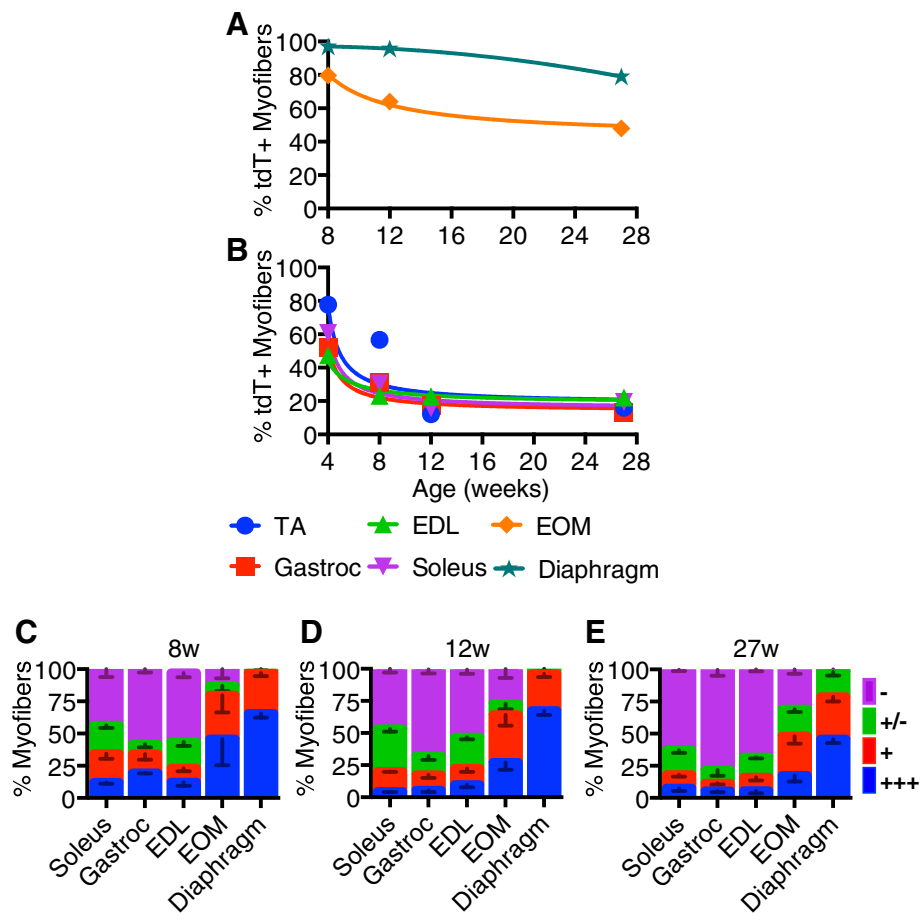 A
% tdT+ Myofibers
100
80
60
40
20
0
8 12 16 20 24 28
B
% tdT+ Myofibers
100
80
60
40
20
0
4 8 12 16 20 24 28
Age (weeks)
TA EDL EOM
Gastroc Soleus Diaphragm
C
8w
% Myofibers
100
75
50
25
0
Soleus
Gastroc
EDL
EOM
Diaphragm
D
12w
% Myofibers
100
75
50
25
0
Soleus
Gastroc
EDL
EOM
Diaphragm
E
27w
% Myofibers
100
75
50
25
0
Soleus
Gastroc
EDL
EOM
Diaphragm
-
+/-
+
+++